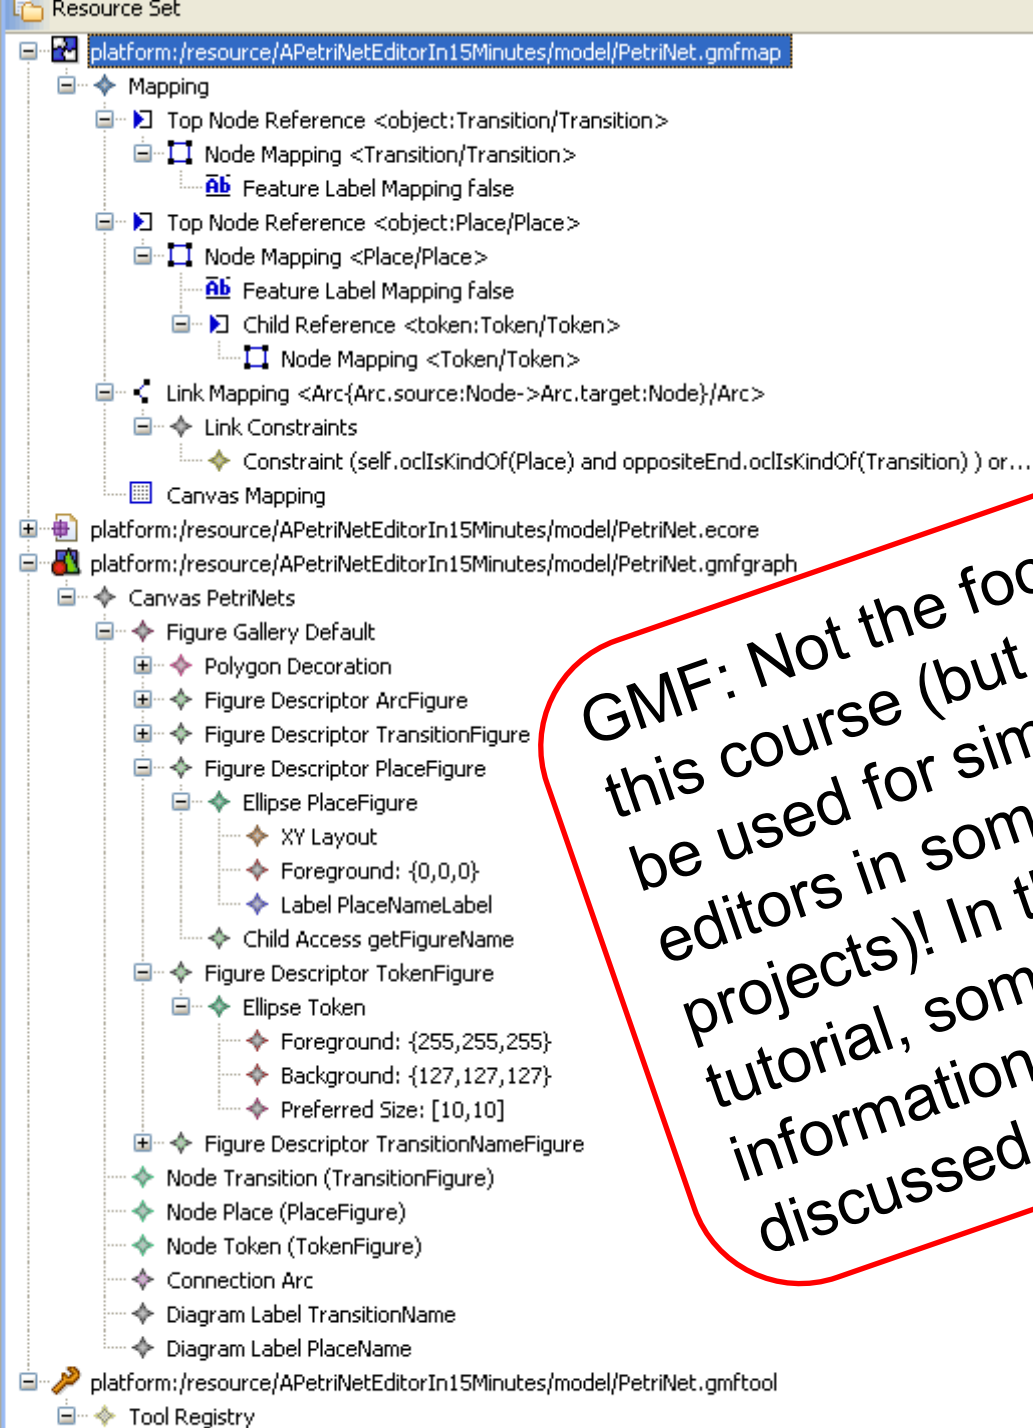 Resource Set
platform:/resource/APetriNetEditorIn15Minutes/model/PetriNet.gmfmap
Mapping
Top Node Reference <object:Transition/Transition>
Node Mapping <Transition/Transition>
Ab Feature Label Mapping false
Top Node Reference <object:Place/Place>
Node Mapping <Place/Place>
Ab Feature Label Mapping false
Child Reference <token:Token/Token>
Node Mapping <Token/Token>
Link Mapping <Arc{Arc.source:Node->Arc.target:Node}/Arc>
Link Constraints
Constraint (self.oclIsKindOf(Place) and oppositeEnd.oclIsKindOf(Transition) ) or...
Canvas Mapping
platform:/resource/APetriNetEditorIn15Minutes/model/PetriNet.ecore
platform:/resource/APetriNetEditorIn15Minutes/model/PetriNet.gmfgraph
Canvas PetriNets
Figure Gallery Default
Polygon Decoration
Figure Descriptor ArcFigure
Figure Descriptor TransitionFigure
Figure Descriptor PlaceFigure
Ellipse PlaceFigure
XY Layout
Foreground: {0,0,0}
Label PlaceNameLabel
Child Access getFigureName
Figure Descriptor TokenFigure
Ellipse Token
Foreground: {255,255,255}
Background: {127,127,127}
Preferred Size: [10,10]
Figure Descriptor TransitionNameFigure
Node Transition (TransitionFigure)
Node Place (PlaceFigure)
Node Token (TokenFigure)
Connection Arc
Diagram Label TransitionName
Diagram Label PlaceName
platform:/resource/APetriNetEditorIn15Minutes/model/PetriNet.gmftool
Tool Registry
GMF: Not the
this course (but
be used for
editors in
projects)! In
tutorial,
information
discussed